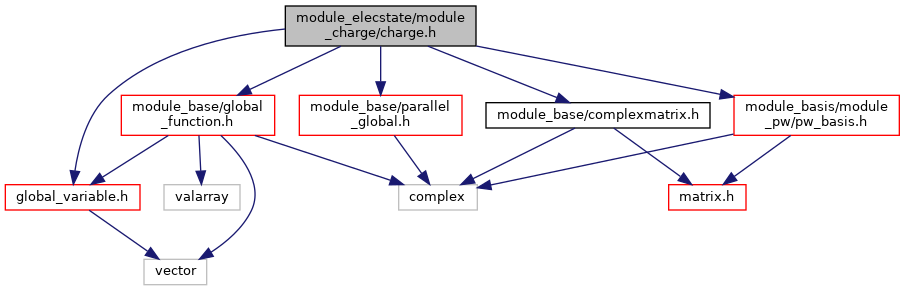 module_elecstate/module
_charge/charge.h
module_base/global
_function.h
module_base/parallel
_global.h
module_base/complexmatrix.h
module_basis/module
_pw/pw_basis.h
global_variable.h
valarray
complex
matrix.h
vector